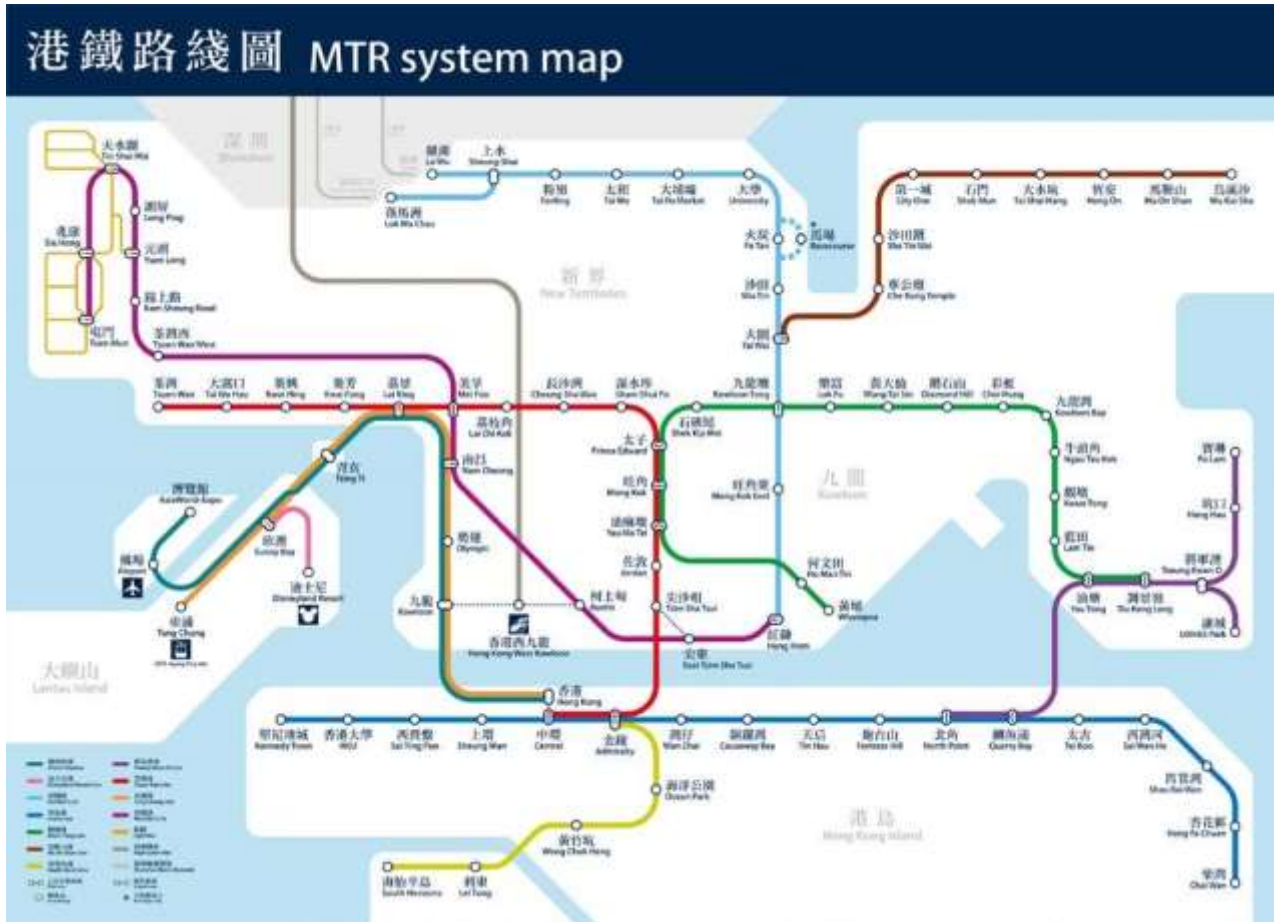 港鐵路綫圖 MTR system map
深圳
Shenzhen
天水圍
Tin Shui Wai
朗屏
Long Ping
兆康
Siu Hong
元朗
Yuen Long
錦上路
Kam Sheung Road
屯門
Tuen Mun
荃灣西
Tsuen Wan West
羅湖
Lo Wu
上水
Sheung Shui
落馬洲
Lok Ma Chau
粉嶺
Fanling
太和
Tai Wo
大埔墟
Tai Po Market
大學
University
火炭
Fo Tan
馬場
Racecourse
沙田
Sha Tin
大圍
Tai Wai
第一城
City One
石門
Shek Mun
大水坑
Tai Shui Hang
恆安
Heng On
馬鞍山
Ma On Shan
烏溪沙
Wu Kai Sha
沙田圍
Sha Tin Wai
車公廟
Che Kung Temple
新界
New Territories
荃灣
Tsuen Wan
大窩口
Tai Wo Hau
葵興
Kwai Hing
葵芳
Kwai Fong
荔景
Lai King
美孚
Mei Foo
荔枝角
Lai Chi Kok
長沙灣
Cheung Sha Wan
深水埗
Sham Shui Po
石硤尾
Shek Kip Mei
九龍塘
Kowloon Tong
樂富
Lok Fu
黃大仙
Wong Tai Sin
鑽石山
Diamond Hill
彩虹
Choi Hung
九龍灣
Kowloon Bay
牛頭角
Ngau Tau Kok
觀塘
Kwun Tong
藍田
Lam Tin
油塘
Yau Tong
調景嶺
Tiu Keng Leng
將軍澳
Tseung Kwan O
寶琳
Po Lam
坑口
Hang Hau
康城
LOHAS Park
太子
Prince Edward
旺角
Mong Kok
油麻地
Yau Ma Tei
佐敦
Jordan
尖沙咀
Tsim Sha Tsui
尖東
East Tsim Sha Tsui
旺角東
Mong Kok East
何文田
Ho Man Tin
黃埔
Whampoa
紅磡
Hung Hom
九龍
Kowloon
南昌
Nam Cheong
奧運
Olympic
九龍
Kowloon
柯士甸
Austin
香港西九龍
Hong Kong West Kowloon
青衣
Tsing Yi
博覽館
AsiaWorld-Expo
機場
Airport
欣澳
Sunny Bay
迪士尼
Disneyland Resort
東涌
Tung Chung
大嶼山
Lantau Island
香港
Hong Kong
堅尼地城
Kennedy Town
香港大學
HKU
西營盤
Sai Ying Pun
上環
Sheung Wan
中環
Central
金鐘
Admiralty
灣仔
Wan Chai
銅鑼灣
Causeway Bay
天后
Tin Hau
炮台山
Fortress Hill
北角
North Point
鰂魚涌
Quarry Bay
太古
Tai Koo
西灣河
Sai Wan Ho
筲箕灣
Shau Kei Wan
杏花邨
Heng Fa Chuen
柴灣
Chai Wan
海洋公園
Ocean Park
黃竹坑
Wong Chuk Hang
利東
Lei Tung
海怡半島
South Horizons
港島
Hong Kong Island